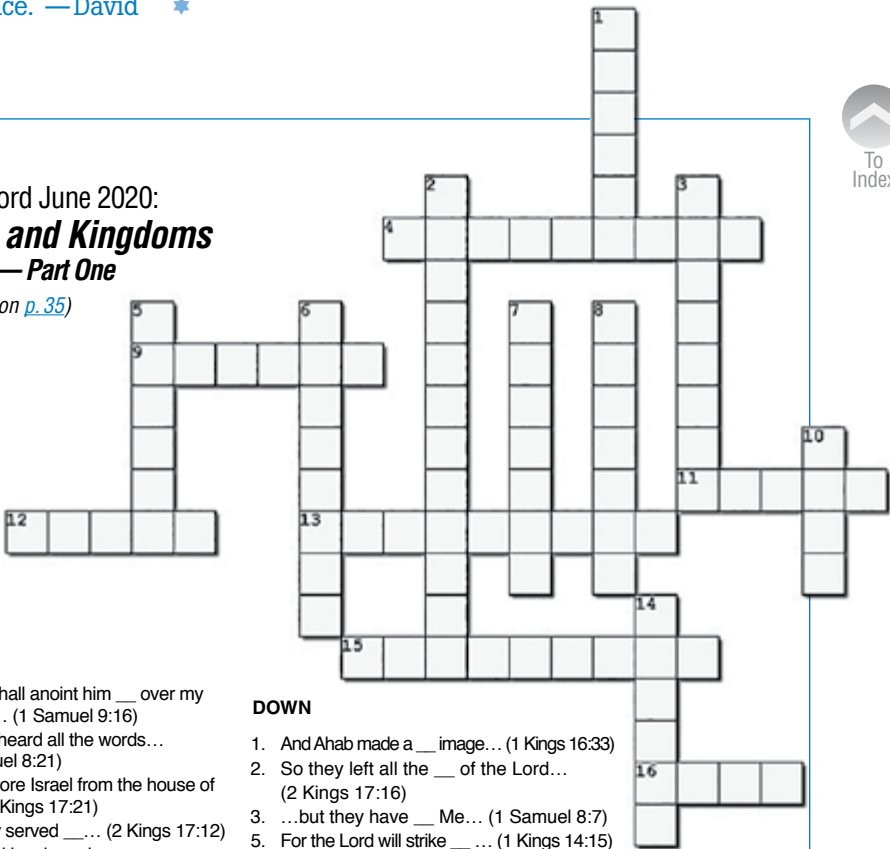 —David
To
Index
June 2020:
and Kingdoms
— Part One
on p. 35)
1
2
3
4
5
6
7
8
9
10
11
12
13
14
15
16
anoint him __ over my
(1 Samuel 9:16)
heard all the words…
8:21)
Israel from the house of
Kings 17:21)
served __… (2 Kings 17:12)
DOWN
1. And Ahab made a __ image… (1 Kings 16:33)
2. So they left all the __ of the Lord…
(2 Kings 17:16)
3. …but they have __ Me… (1 Samuel 8:7)
5. For the Lord will strike __ … (1 Kings 14:15)